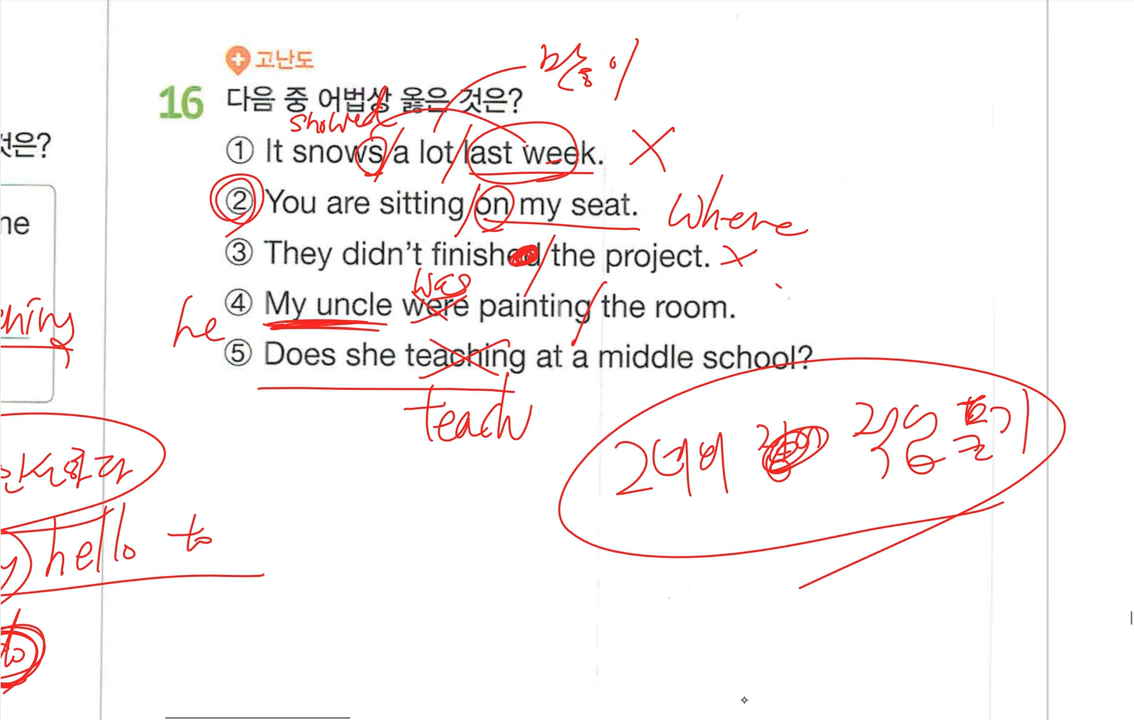 고난도
많이
16 다음 중 어법상 옳은 것은?
showed
① It snows a lot last week.
② You are sitting on my seat. where
③ They didn't finished the project.
was
he ④ My uncle were painting the room.
⑤ Does she teaching at a middle school?
teach
것은?
ne
hello to
to